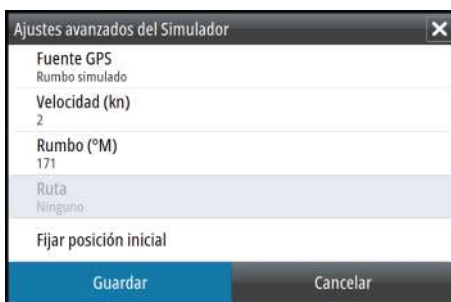 Ajustes avanzados del Simulador
Fuente GPS
Rumbo simulado
Velocidad (kn)
2
Rumbo (°M)
171
Ruta
Ninguno
Fijar posición inicial
Guardar Cancelar